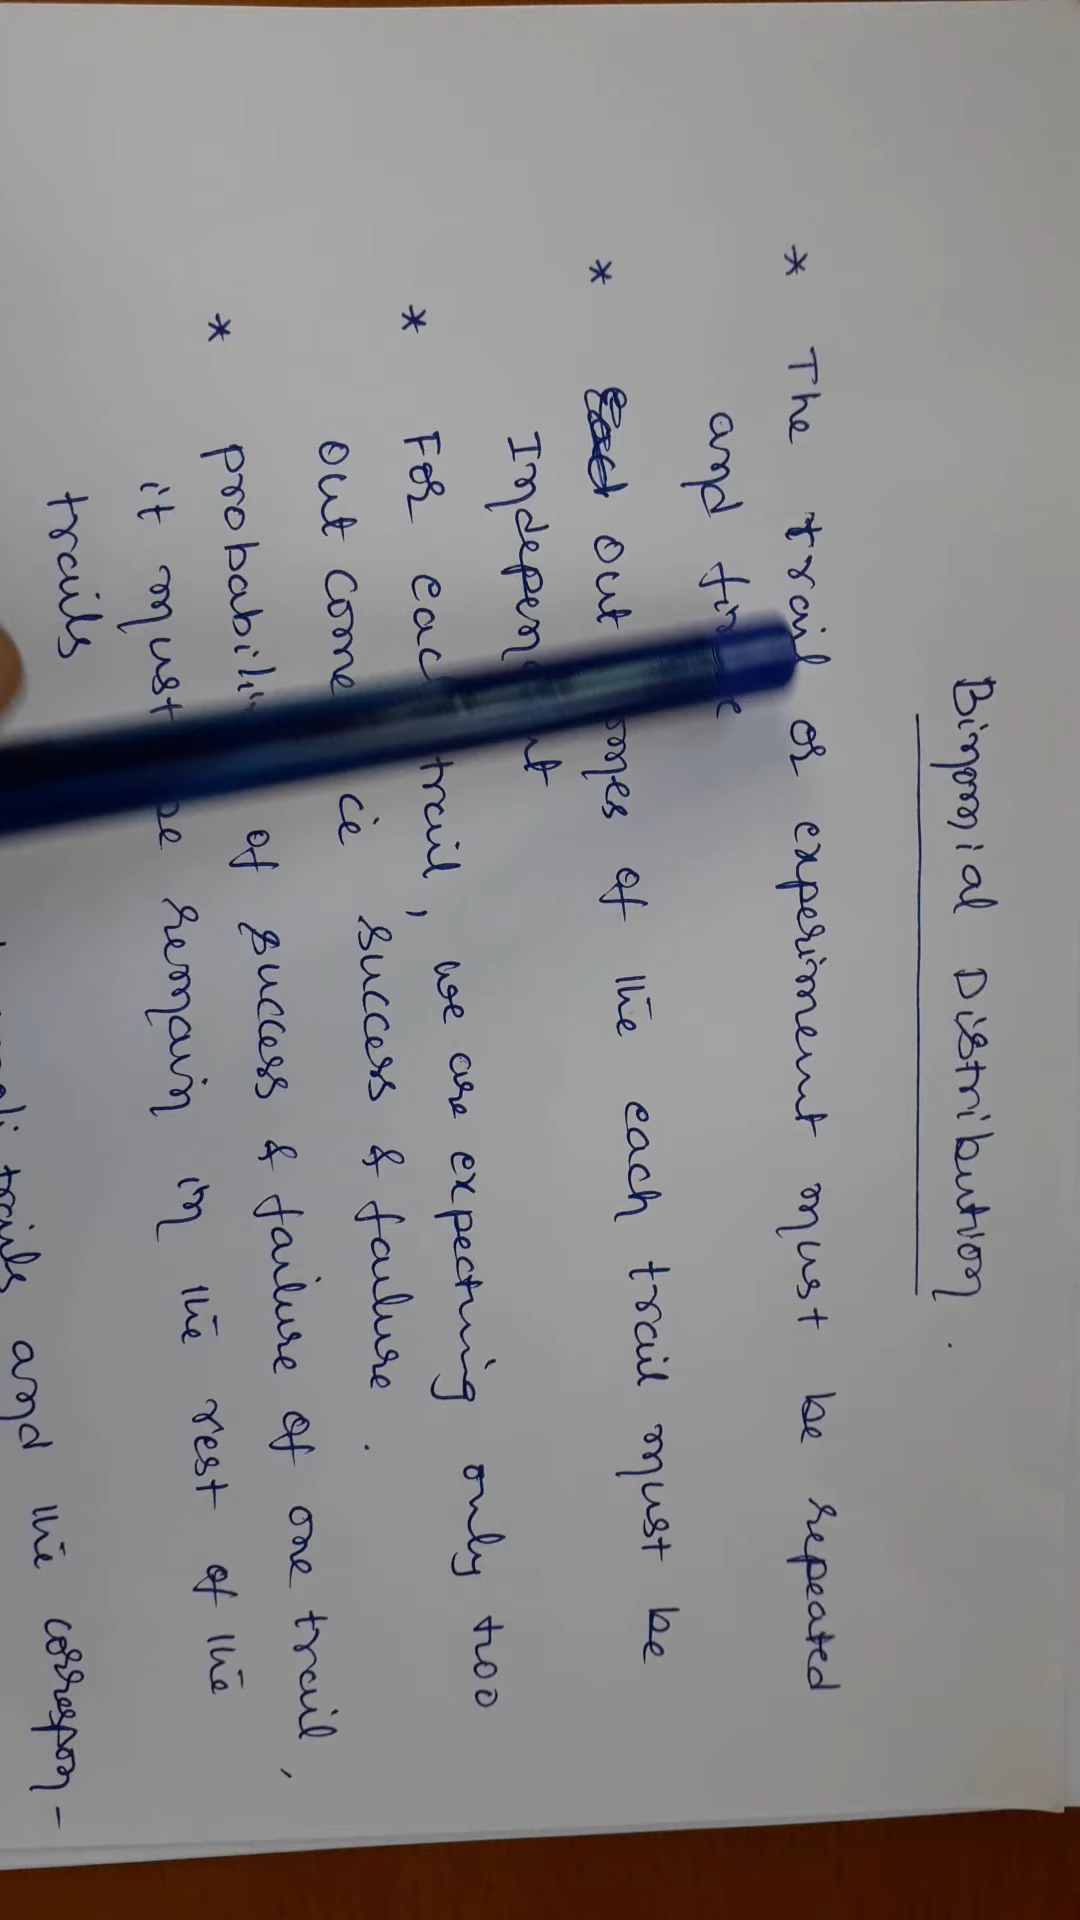 Binomial Distribution.
* The trail or experiment must be repeated
and
* out of the each trail must be
* For trail, we are expecting only two
out come ie success & failure.
* of success & failure of one trail,
it must remain in the rest of the
trails
trails and the correspon-